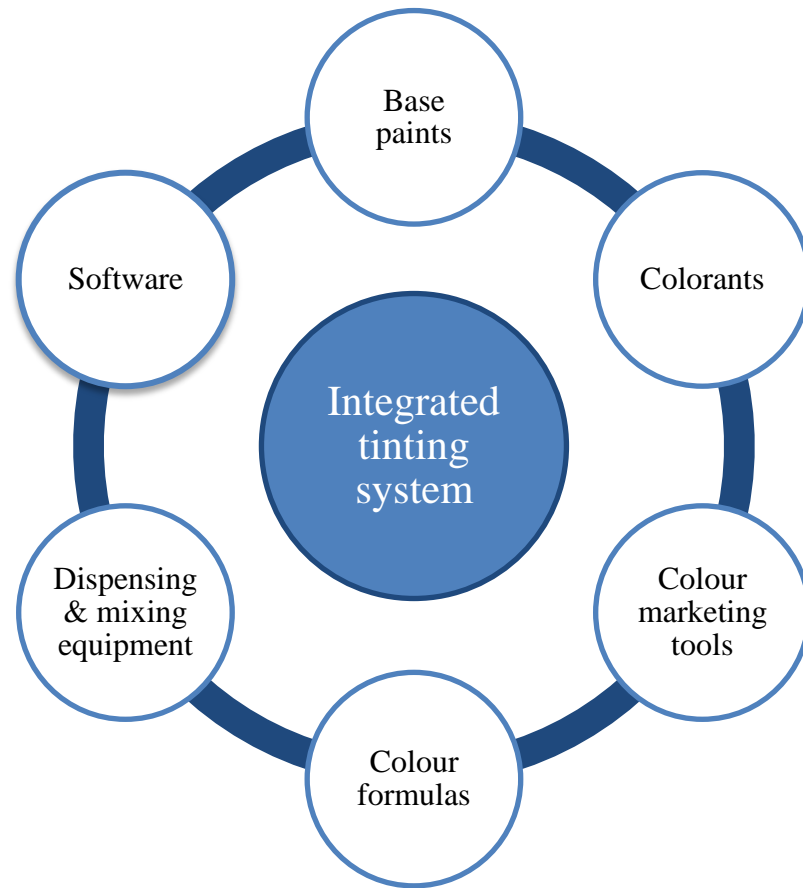 Base
paints
Software
Colorants
Integrated
tinting
system
Dispensing
& mixing
equipment
Colour
marketing
tools
Colour
formulas